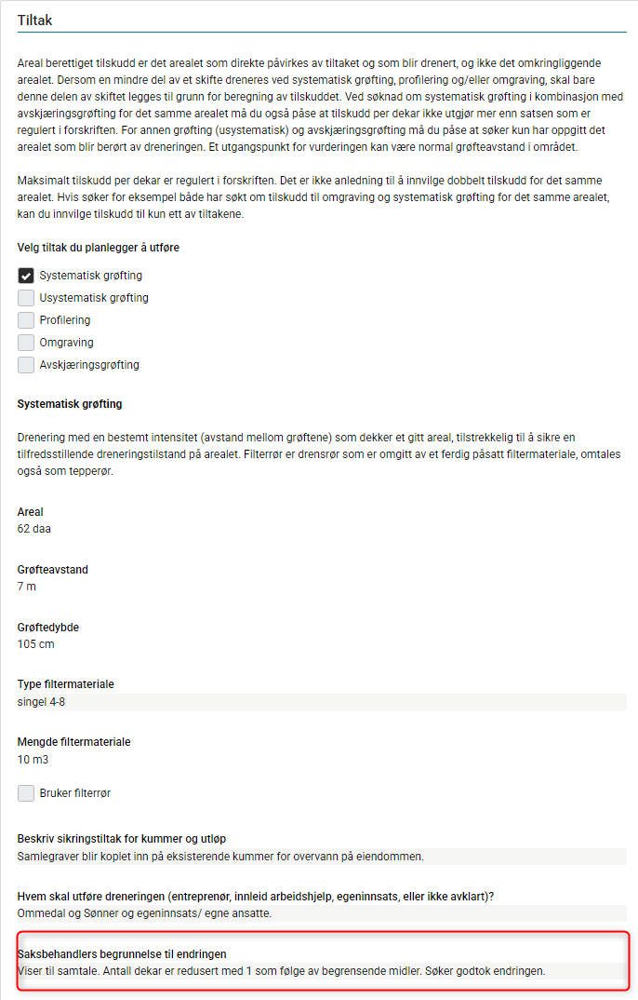 Tiltak
Areal berettiget tilskudd er det arealet som direkte påvirkes av tiltaket og som blir drenert, og ikke det omkringliggende
arealet. Dersom en mindre del av et skifte dreneres ved systematisk grøfting, profilering og/eller omgraving, skal bare
denne delen av skiftet legges til grunn for beregning av tilskuddet. Ved søknad om systematisk grøfting i kombinasjon med
avskjæringsgrøfting for det samme arealet må du også påse at tilskudd per dekar ikke utgjør mer enn satsen som er
regulert i forskriften. For annen grøfting (usystematisk) og avskjæringsgrøfting må du påse at søker kun har oppgitt det
arealet som blir berørt av dreneringen. Et utgangspunkt for vurderingen kan være normal grøfteavstand i området.
Maksimalt tilskudd per dekar er regulert i forskriften. Det er ikke anledning til å innvilge dobbelt tilskudd for det samme
arealet. Hvis søker for eksempel både har søkt om tilskudd til omgraving og systematisk grøfting for det samme arealet,
kan du innvilge tilskudd til kun ett av tiltakene.
Velg tiltak du planlegger å utføre
Systematisk grøfting
Usystematisk grøfting
Profilering
Omgraving
Avskjæringsgrøfting
Systematisk grøfting
Drenering med en bestemt intensitet (avstand mellom grøftene) som dekker et gitt areal, tilstrekkelig til å sikre en
tilfredsstillende dreneringstilstand på arealet. Filterrør er drensrør som er omgitt av et ferdig påsatt filtermateriale, omtales
også som tepperør.
Areal
62 daa
Grøfteavstand
7 m
Grøftedybde
105 cm
Type filtermateriale
singel 4-8
Mengde filtermateriale
10 m3
Bruker filterrør
Beskriv sikringstiltak for kummer og utløp
Samlegraver blir koplet inn på eksisterende kummer for overvann på eiendommen.
Hvem skal utføre dreneringen (entreprenør, innleid arbeidshjelp, egeninnsats, eller ikke avklart)?
Ommedal og Sønner og egeninnsats/ egne ansatte.
Saksbehandlers begrunnelse til endringen
Viser til samtale. Antall dekar er redusert med 1 som følge av begrensende midler. Søker godtok endringen.